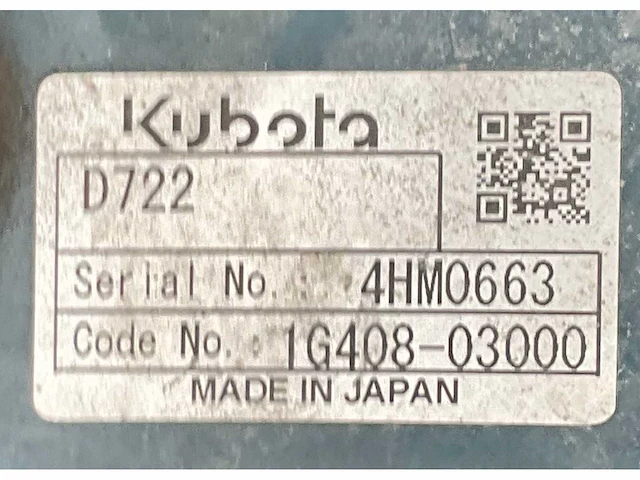 Kubota
D722
Serial No.: 4HM0663
Code No.: 1G408-03000
MADE IN JAPAN